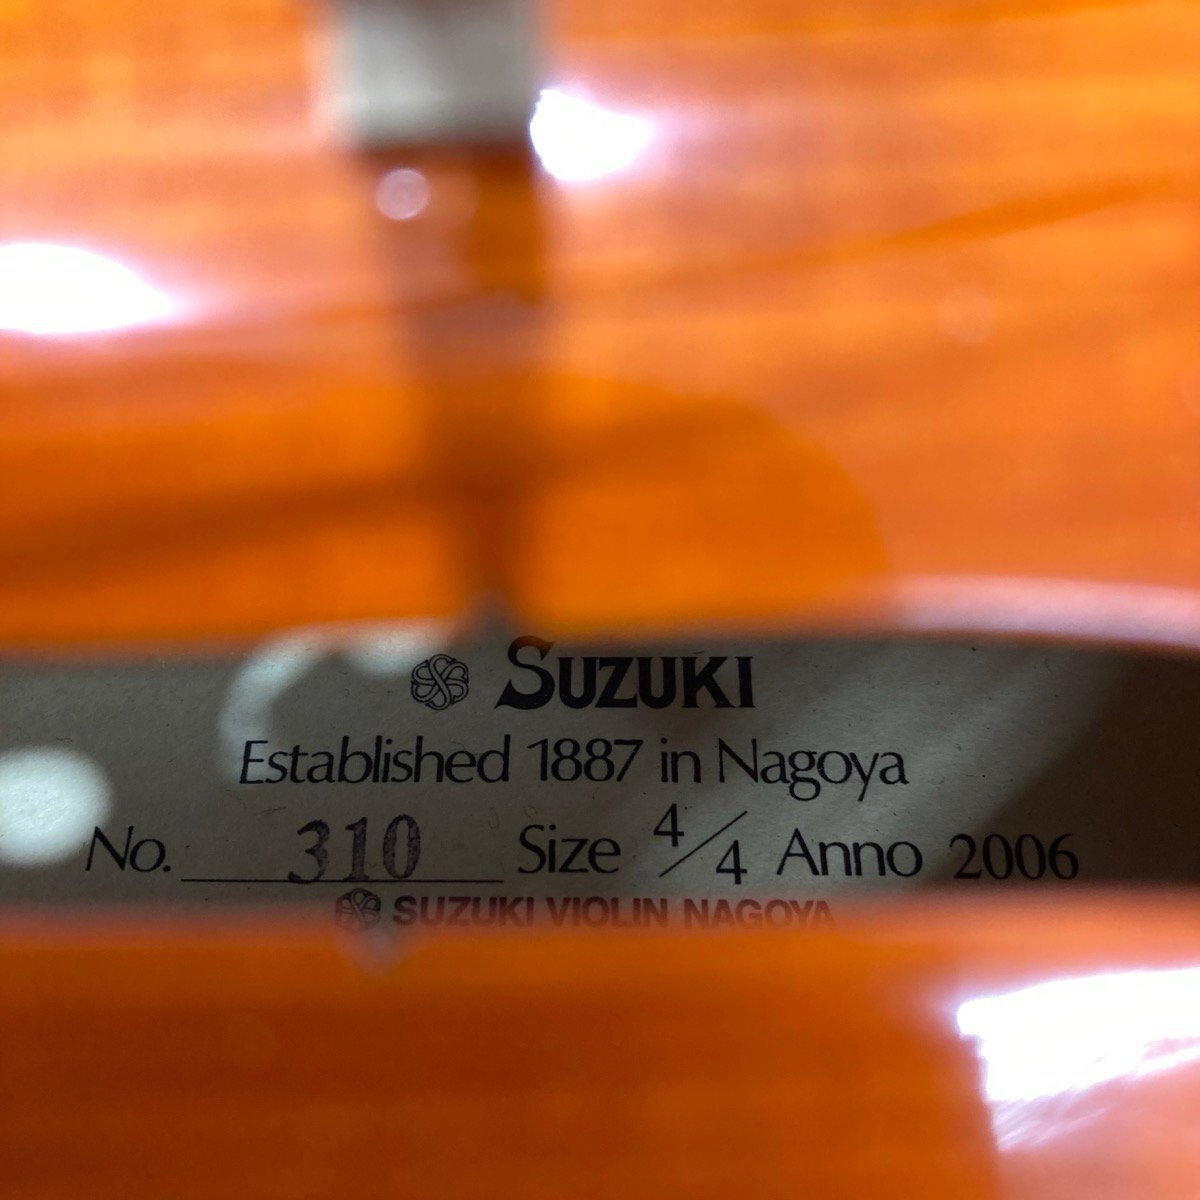 SUZUKI
Established 1887 in Nagoya
No. 310 Size 4/4 Anno 2006
SUZUKI VIOLIN NAGOYA